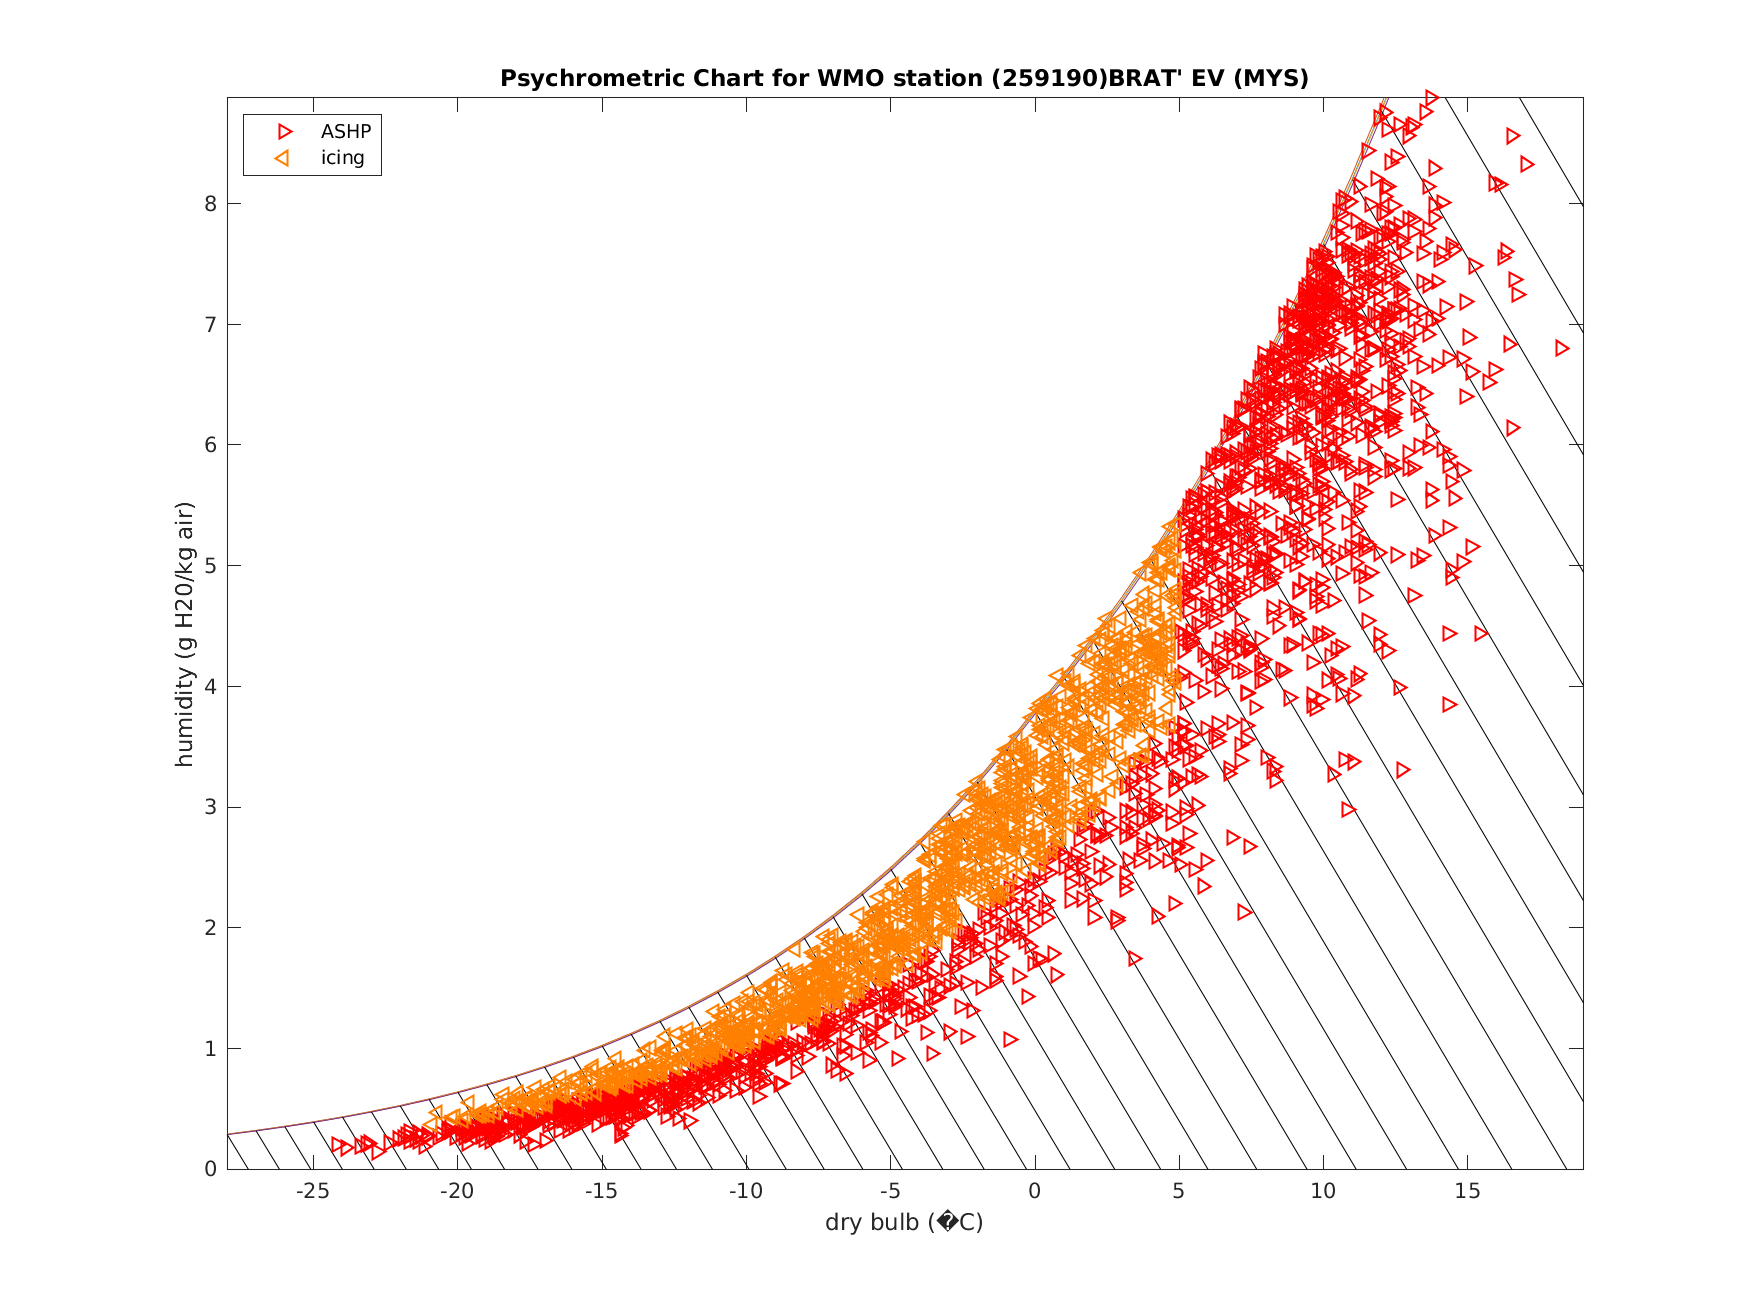 Psychrometric Chart for WMO station (259190)BRAT' EV (MYS)
ASHP
icing
humidity (g H20/kg air)
8
7
6
5
4
3
2
1
0
-25 -20 -15 -10 -5 0 5 10 15
dry bulb (�C)